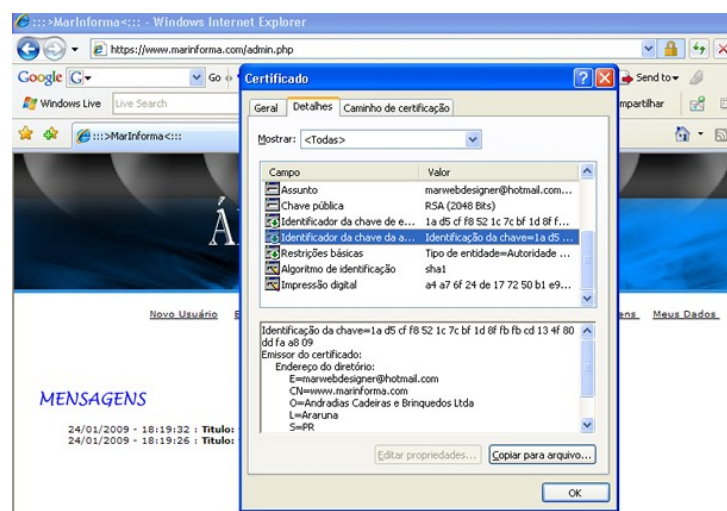 :::>MarInforma<::: - Windows Internet Explorer
https://www.marinforma.com/admin.php
Google G Go Send to
Windows Live Live Search mpartilhar
:::>MarInforma<:::
Certificado
Geral Detalhes Caminho de certificação
Mostrar: <Todas>
Campo Valor
Assunto marwebdesigner@hotmail.com...
Chave pública RSA (2048 Bits)
Identificador da chave de e... 1a d5 cf f8 52 1c 7c bf 1d 8f f...
Identificador da chave da a... Identificação da chave=1a d5 ...
Restrições básicas Tipo de entidade=Autoridade ...
Algoritmo de identificação sha1
Impressão digital a4 a7 6f 24 de 17 72 50 b1 e9...
Identificação da chave=1a d5 cf f8 52 1c 7c bf 1d 8f fb fb cd 13 4f 80
dd fa a8 09
Emissor do certificado:
Endereço do diretório:
E=marwebdesigner@hotmail.com
CN=www.marinforma.com
O=Andradias Cadeiras e Brinquedos Ltda
L=Araruna
S=PR
Editar propriedades... Copiar para arquivo...
OK
Á
Novo Usuário E ens Meus Dados
MENSAGENS
24/01/2009 - 18:19:32 : Titulo:
24/01/2009 - 18:19:26 : Titulo: